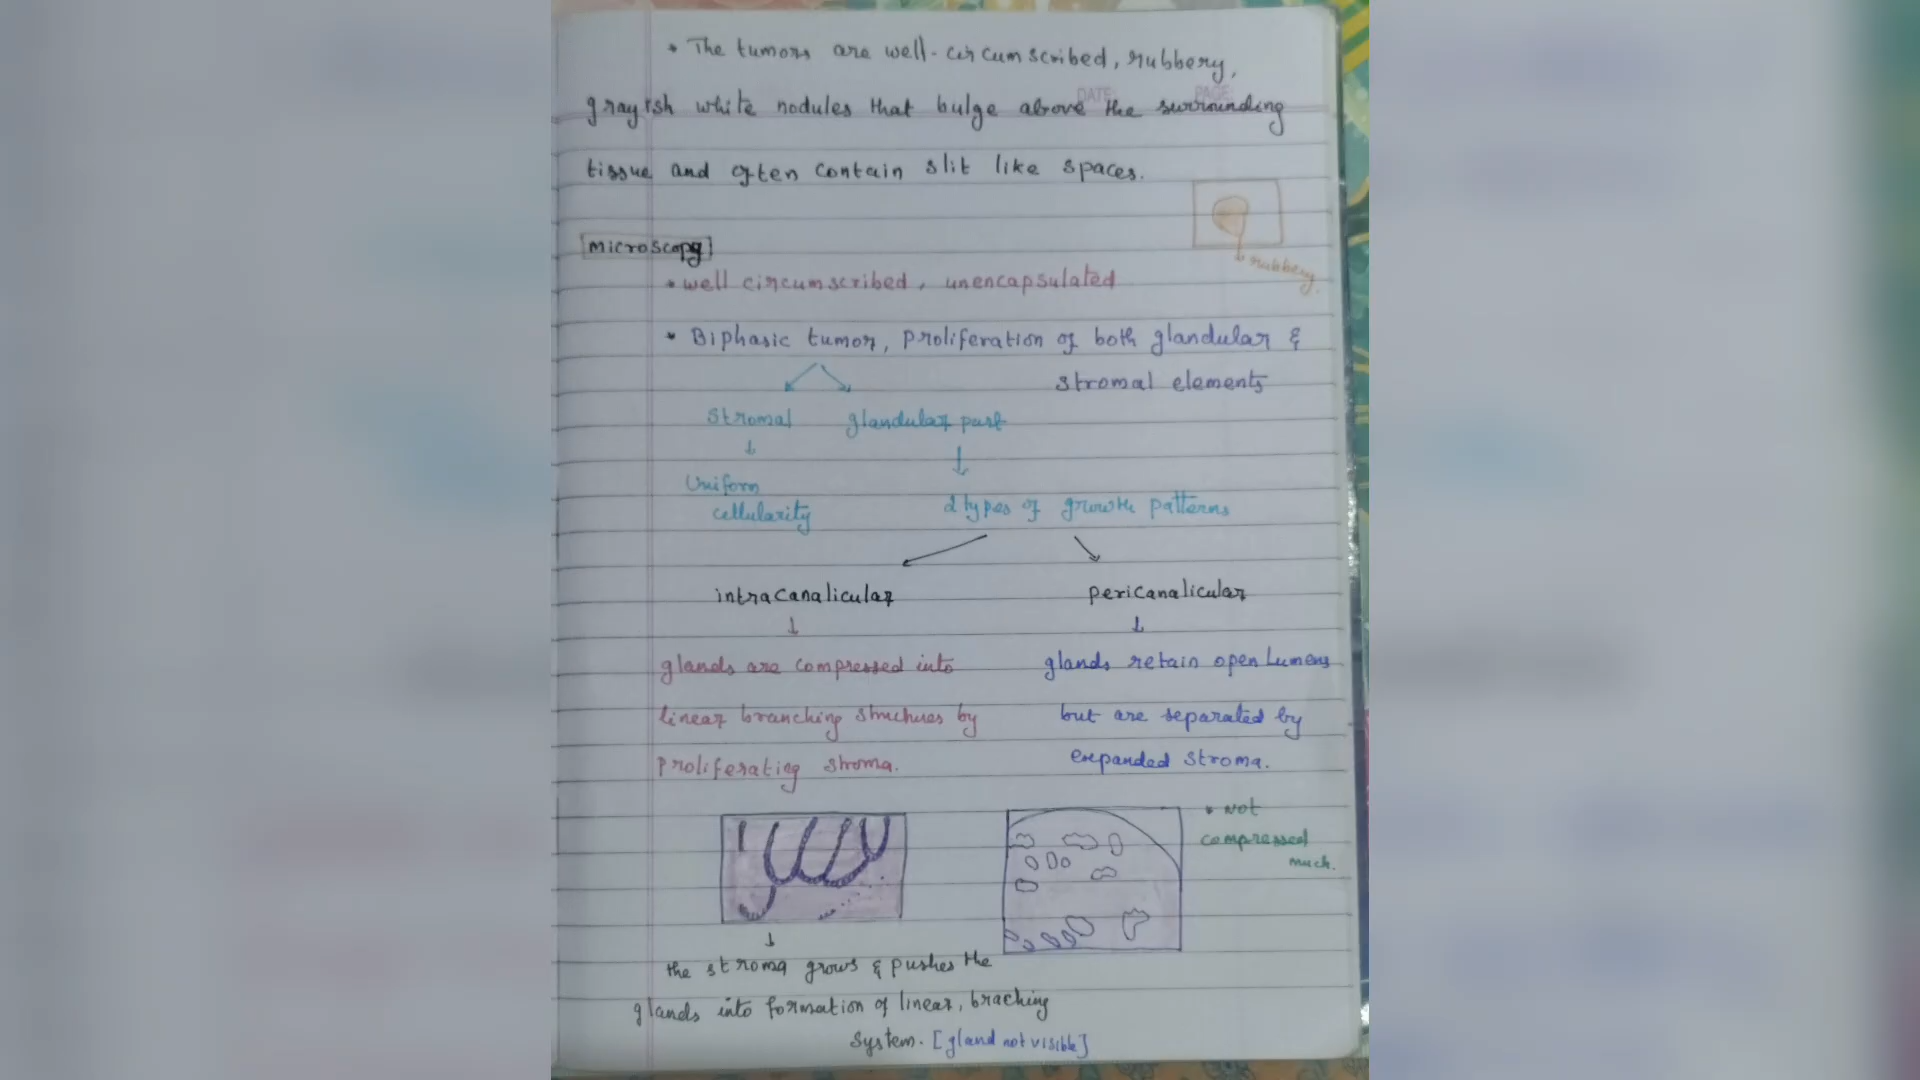 • The tumors are well-circumscribed, rubbery,
DATE: PAGE:
grayish white nodules that bulge above the surrounding
tissue and often contain slit like spaces.
rubbery.
[microscopy]
• well circumscribed, unencapsulated
• Biphasic tumor, proliferation of both glandular &
stromal elements
Stromal glandular part
Uniform cellularity
2 types of growth patterns
intracanalicular
pericanalicular
glands are compressed into
linear branching structures by
proliferating stroma.
glands retain open Lumens
but are separated by
expanded stroma.
• Not
compressed
much.
the stroma grows & pushes the
glands into formation of linear, braching
system. [gland not visible]